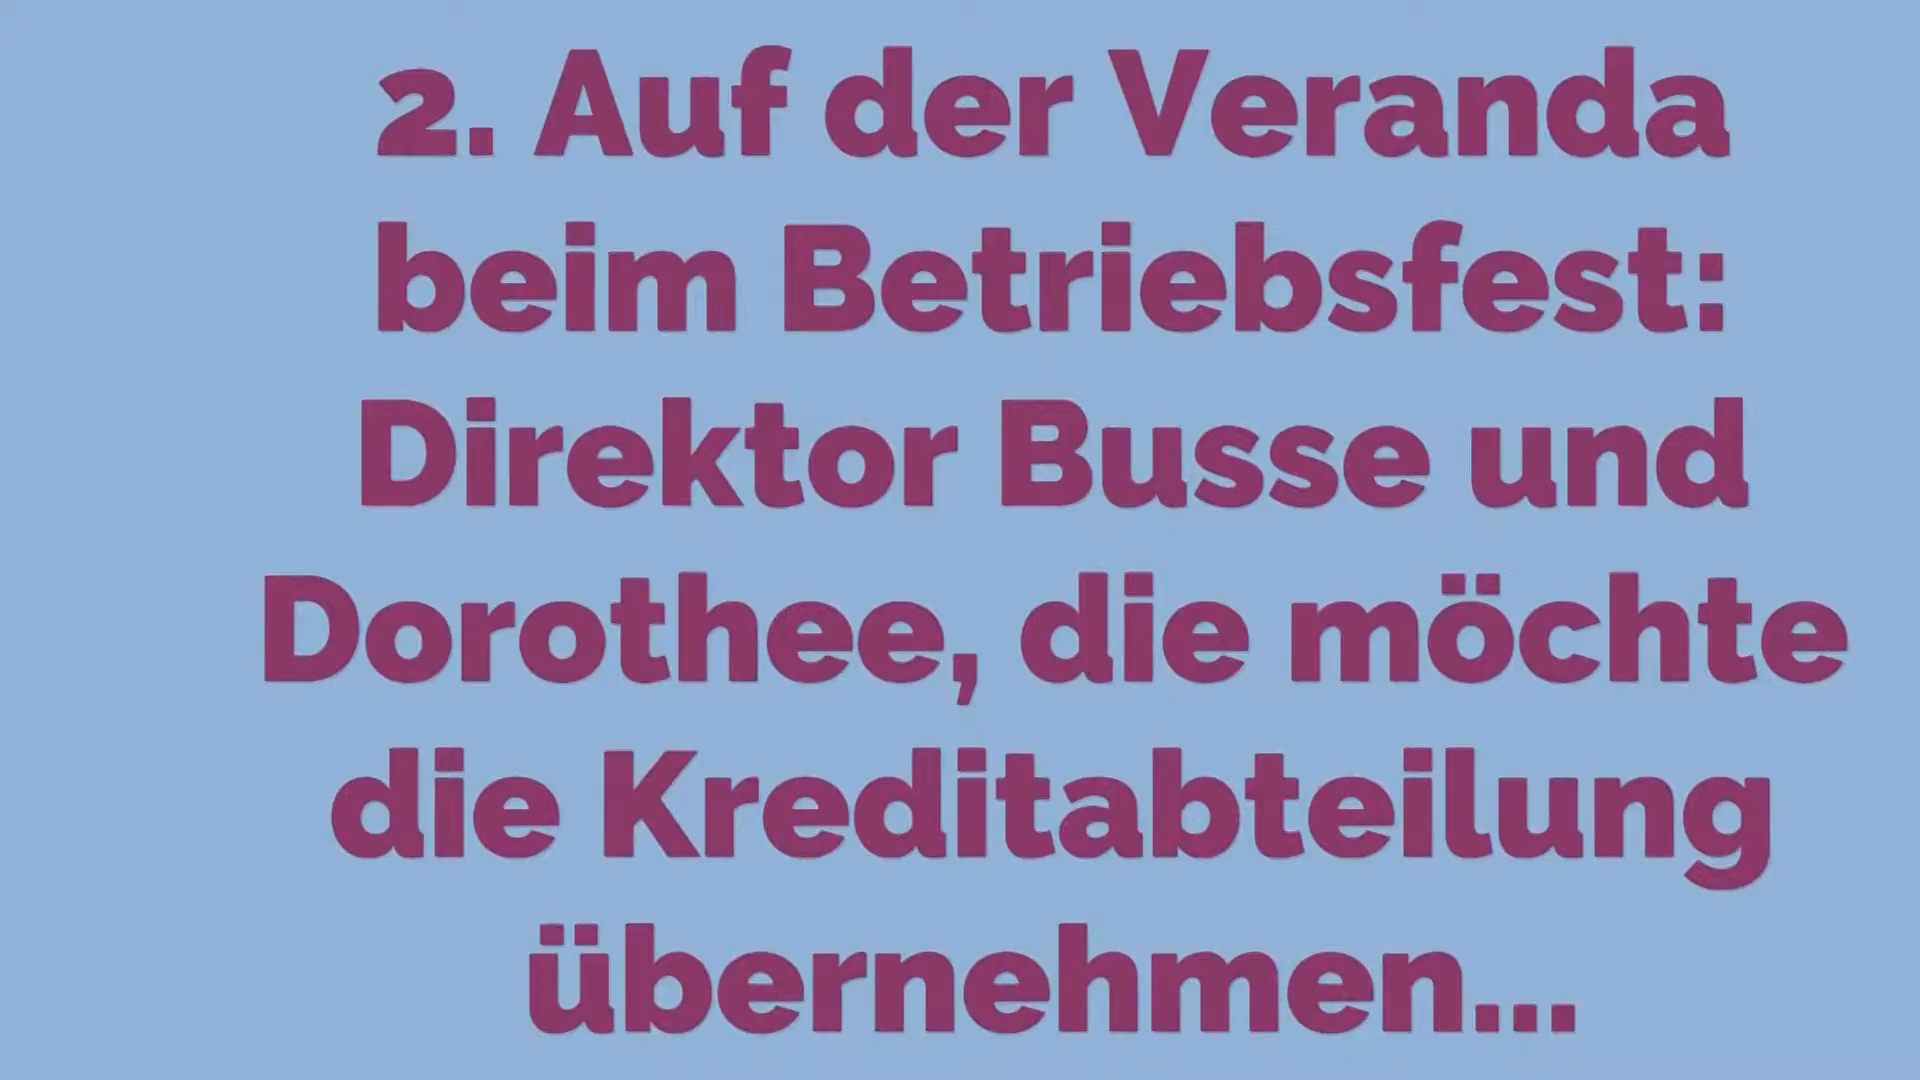 2. Auf der Veranda
beim Betriebsfest:
Direktor Busse und
Dorothee, die möchte
die Kreditabteilung
übernehmen...